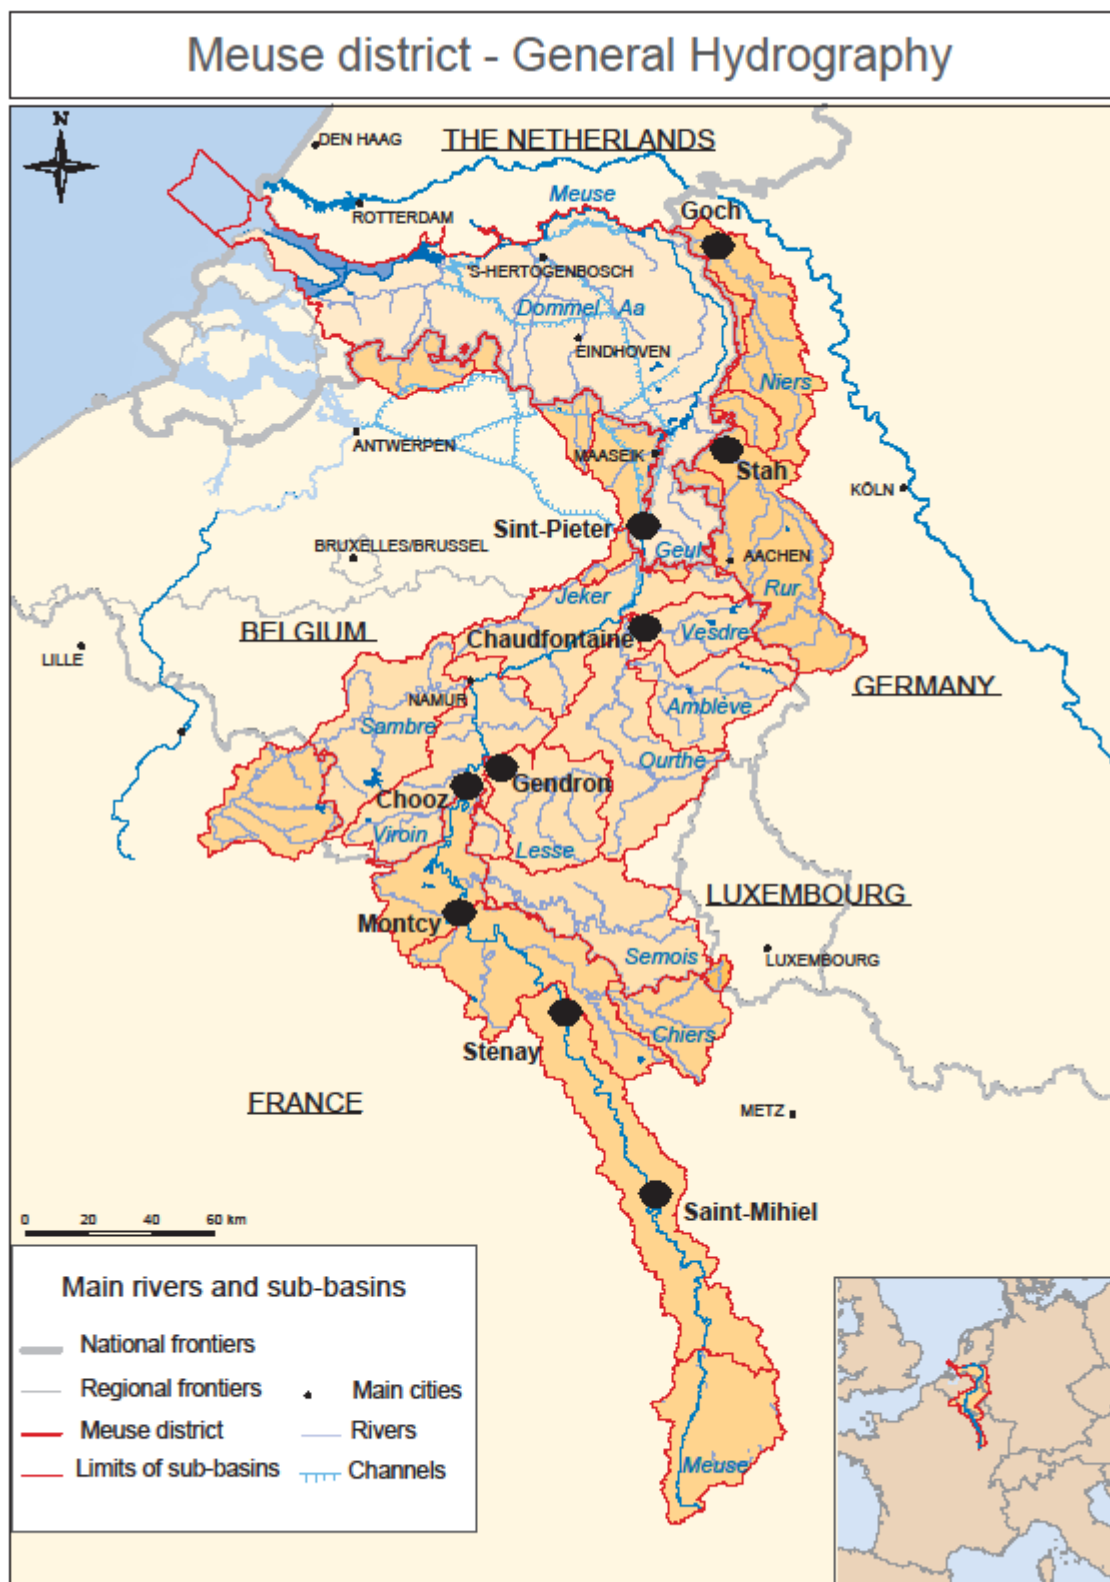 Meuse district - General Hydrography
N
DEN HAAG
THE NETHERLANDS
Meuse
ROTTERDAM
Goch
'S-HERTOGENBOSCH
Dommel Aa
EINDHOVEN
Niers
ANTWERPEN
MAASEIK
Stah
KÖLN
Sint-Pieter
BRUXELLES/BRUSSEL
Geul
AACHEN
Jeker
Rur
BELGIUM
Chaudfontaine
Vesdre
LILLE
GERMANY
NAMUR
Amblève
Sambre
Ourthe
Gendron
Chooz
Viroin
Lesse
LUXEMBOURG
Montcy
Semois
LUXEMBOURG
Chiers
Stenay
FRANCE
METZ
Saint-Mihiel
0 20 40 60 km
Main rivers and sub-basins
National frontiers
Regional frontiers
Main cities
Meuse district
Rivers
Limits of sub-basins
Channels
Meuse